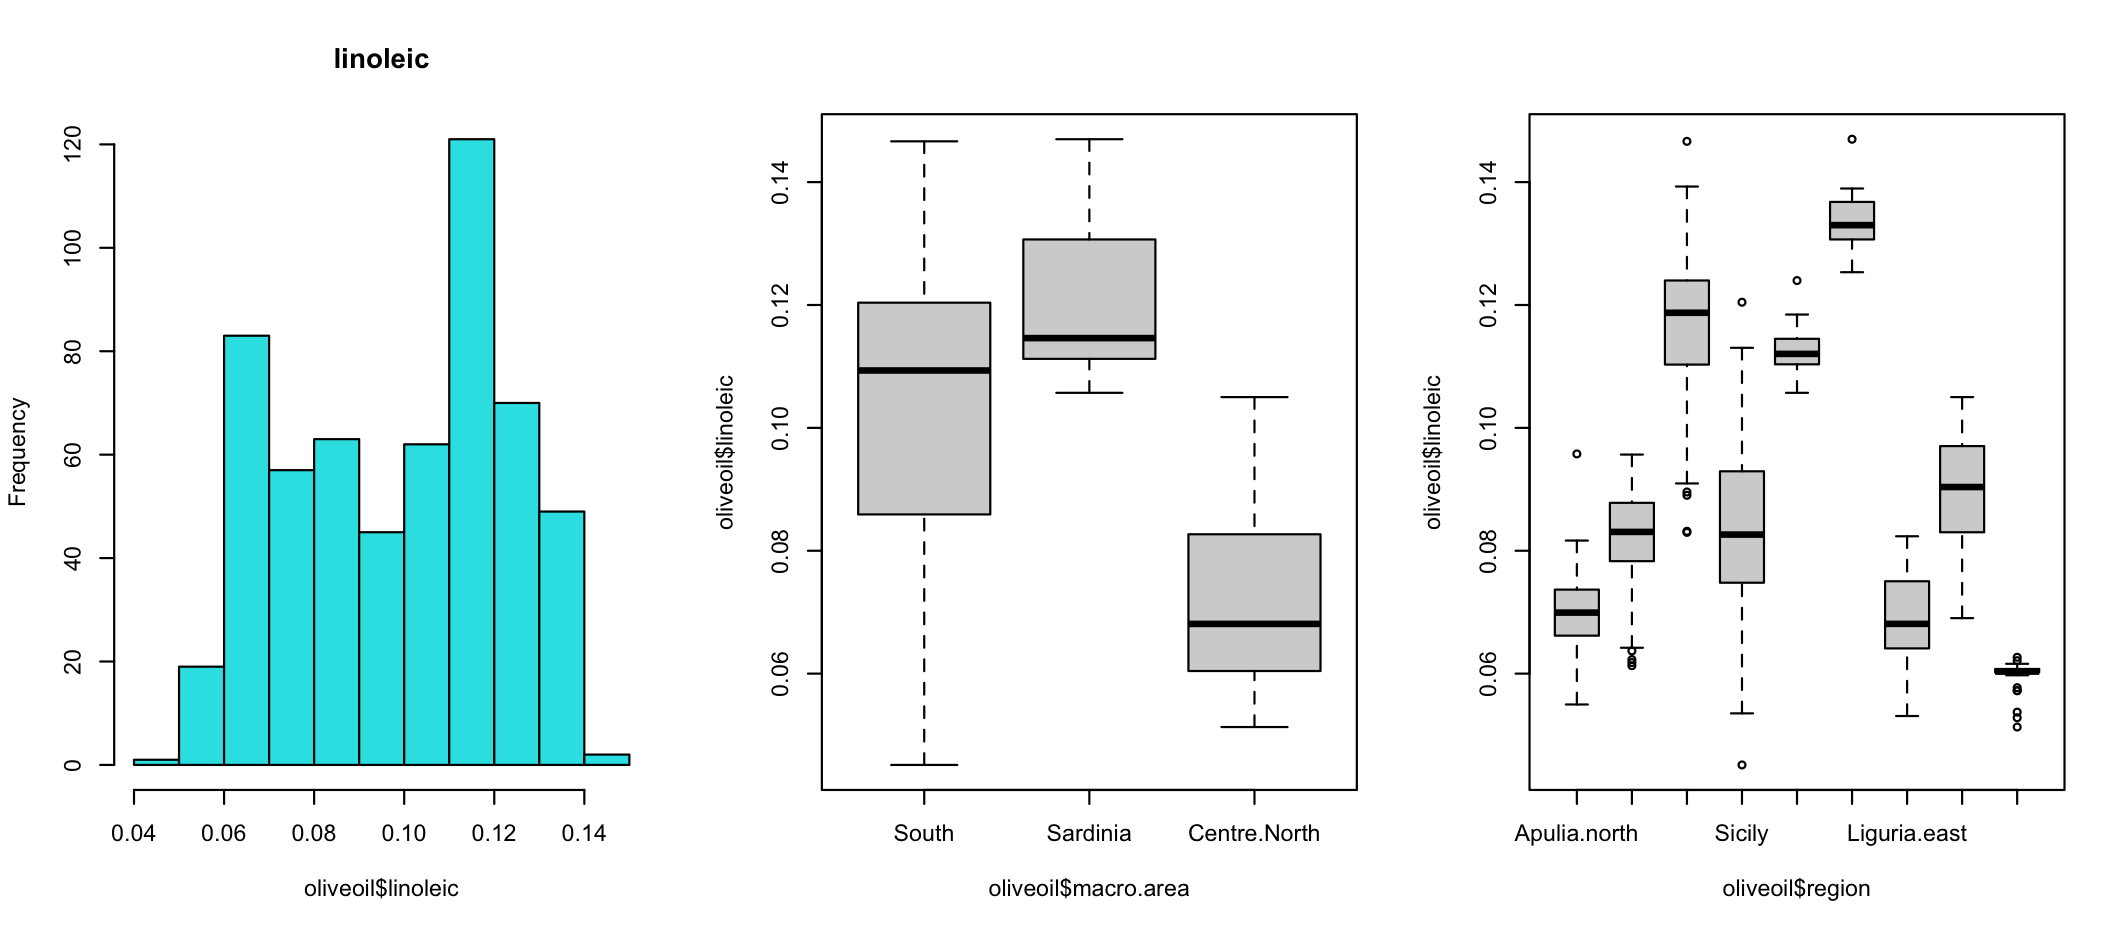 linoleic
Frequency
0
20
40
60
80
100
120
0.04 0.06 0.08 0.10 0.12 0.14
oliveoil$linoleic
oliveoil$linoleic
0.06
0.08
0.10
0.12
0.14
South Sardinia Centre.North
oliveoil$macro.area
oliveoil$linoleic
0.06
0.08
0.10
0.12
0.14
Apulia.north Sicily Liguria.east
oliveoil$region